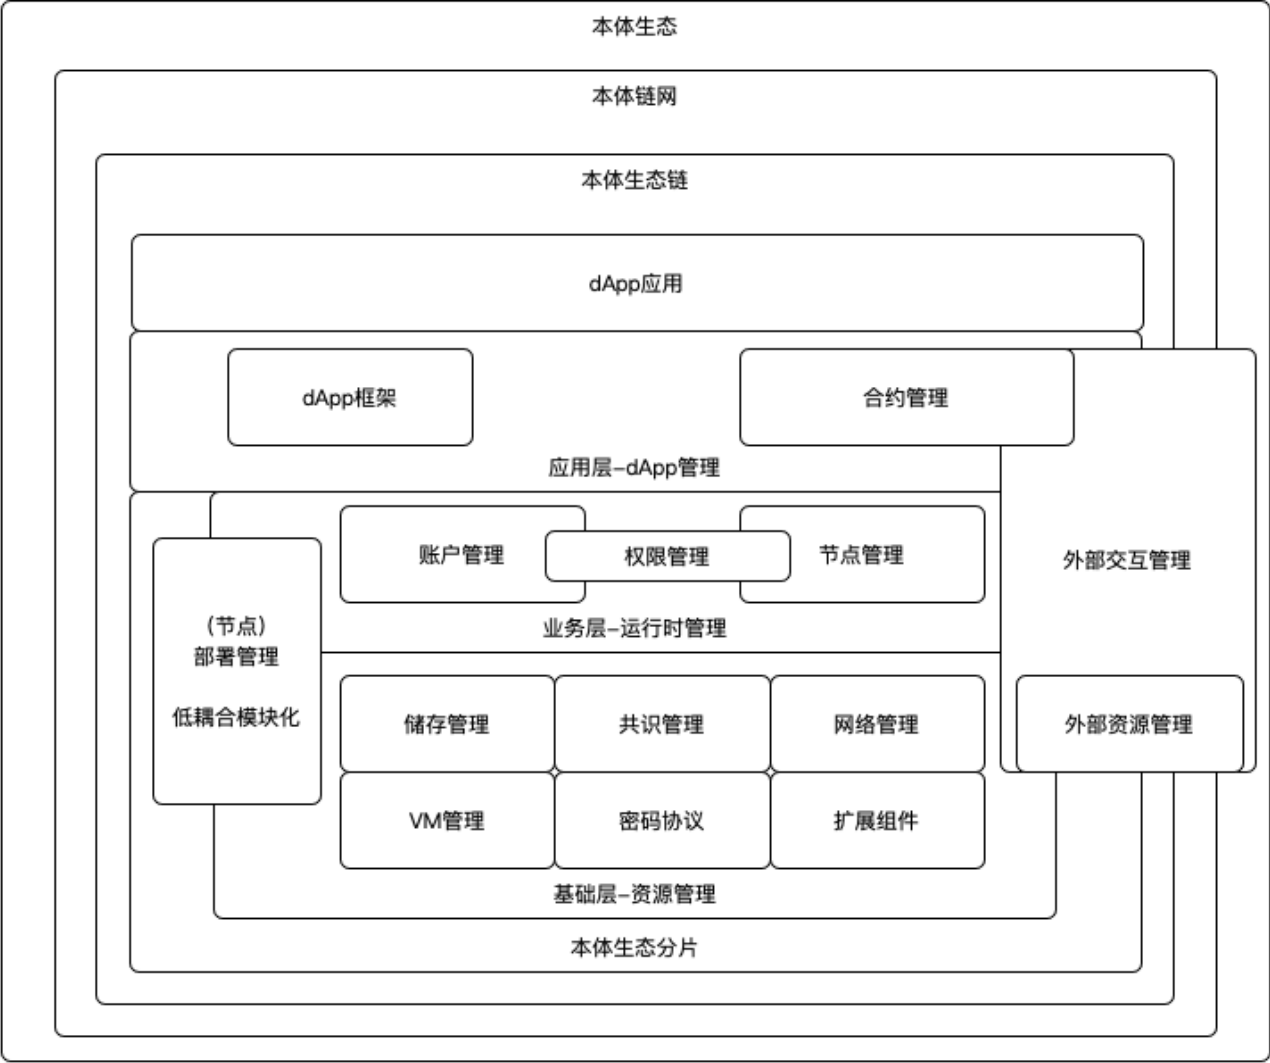 本体生态
本体链网
本体生态链
dApp应用
dApp框架
合约管理
应用层–dApp管理
账户管理
权限管理
节点管理
外部交互管理
业务层–运行时管理
（节点）
部署管理
低耦合模块化
储存管理
共识管理
网络管理
外部资源管理
VM管理
密码协议
扩展组件
基础层–资源管理
本体生态分片